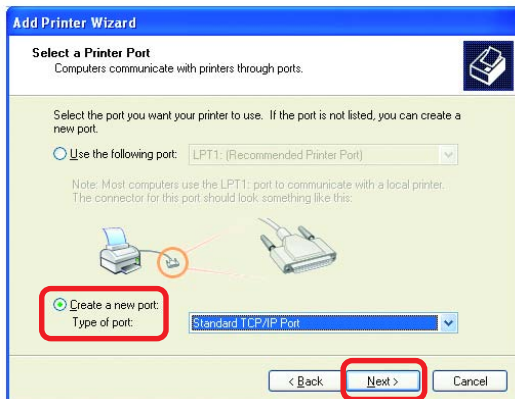 Add Printer Wizard
Select a Printer Port
Computers communicate with printers through ports.
Select the port you want your printer to use. If the port is not listed, you can create a
new port.
Use the following port: LPT1: (Recommended Printer Port)
Note: Most computers use the LPT1: port to communicate with a local printer.
The connector for this port should look something like this:
Create a new port:
Type of port: Standard TCP/IP Port
< Back Next > Cancel